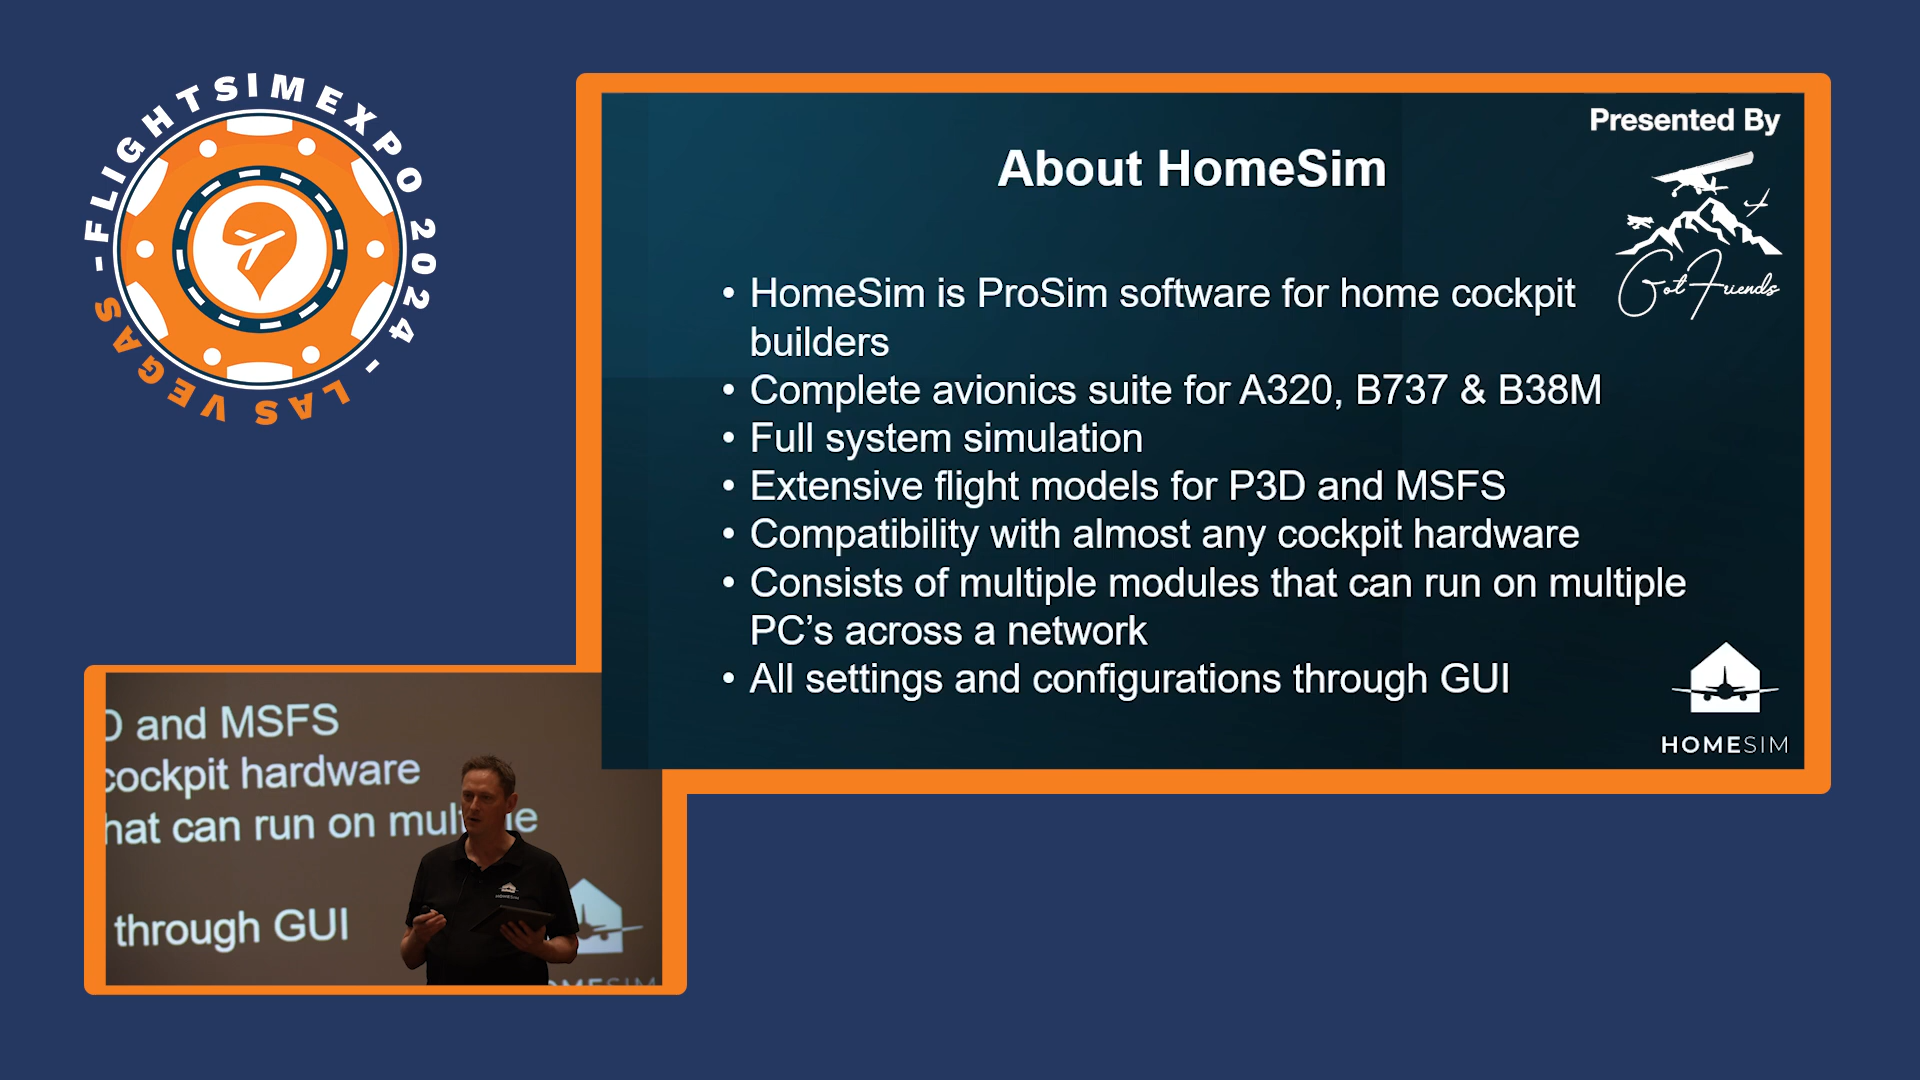 FLIGHTSIMEXPO 2024 - LAS VEGAS -
Presented By
Got Friends
About HomeSim
• HomeSim is ProSim software for home cockpit
builders
• Complete avionics suite for A320, B737 & B38M
• Full system simulation
• Extensive flight models for P3D and MSFS
• Compatibility with almost any cockpit hardware
• Consists of multiple modules that can run on multiple
PC’s across a network
• All settings and configurations through GUI
HOMESIM
D and MSFS
cockpit hardware
hat can run on multiple
through GUI
HOMESIM
OMESIM